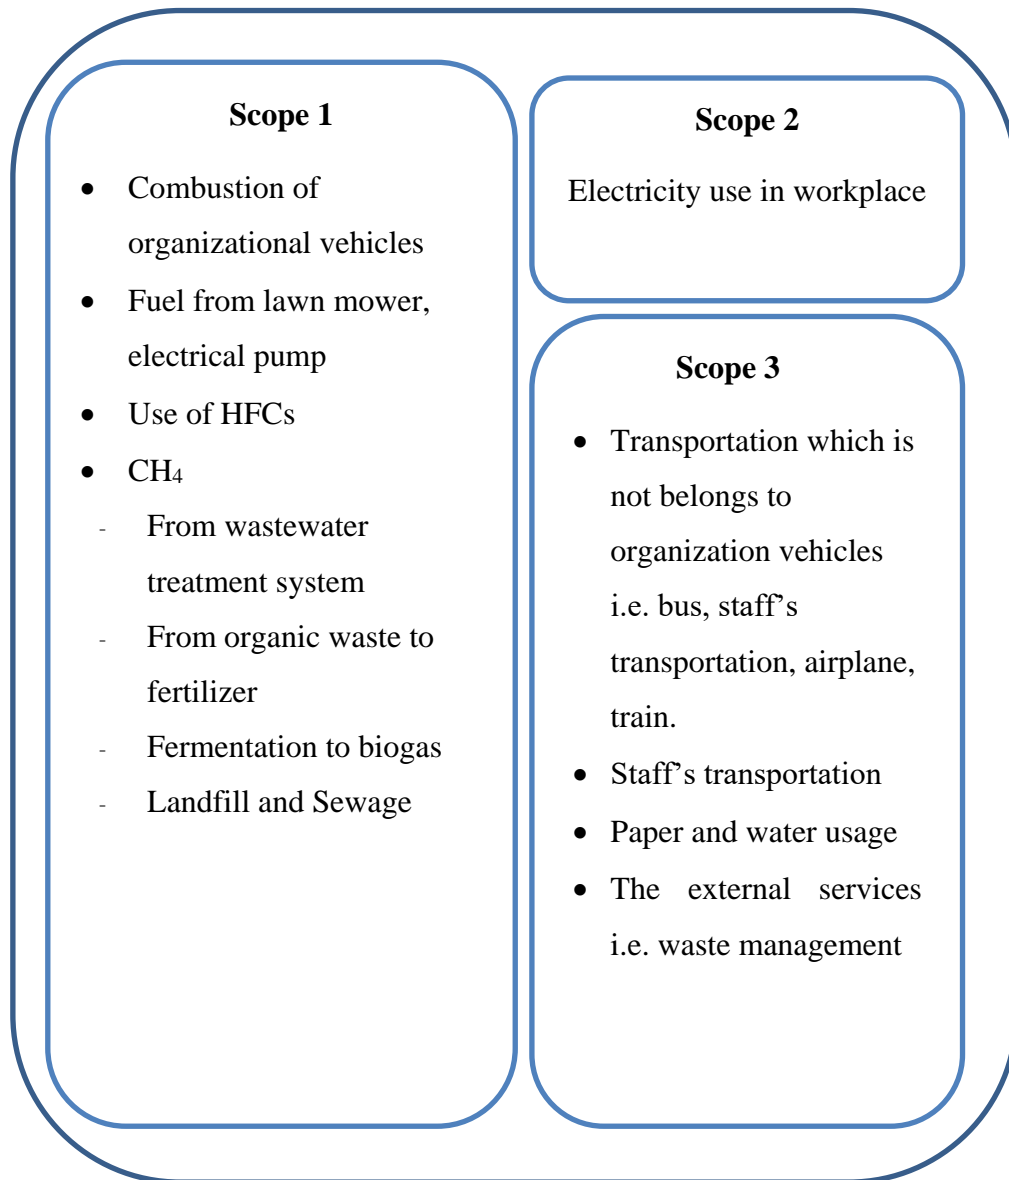 Scope 1
• Combustion of
organizational vehicles
• Fuel from lawn mower,
electrical pump
• Use of HFCs
• CH₄
- From wastewater
treatment system
- From organic waste to
fertilizer
- Fermentation to biogas
- Landfill and Sewage
Scope 2
Electricity use in workplace
Scope 3
• Transportation which is
not belongs to
organization vehicles
i.e. bus, staff’s
transportation, airplane,
train.
• Staff’s transportation
• Paper and water usage
• The external services
i.e. waste management